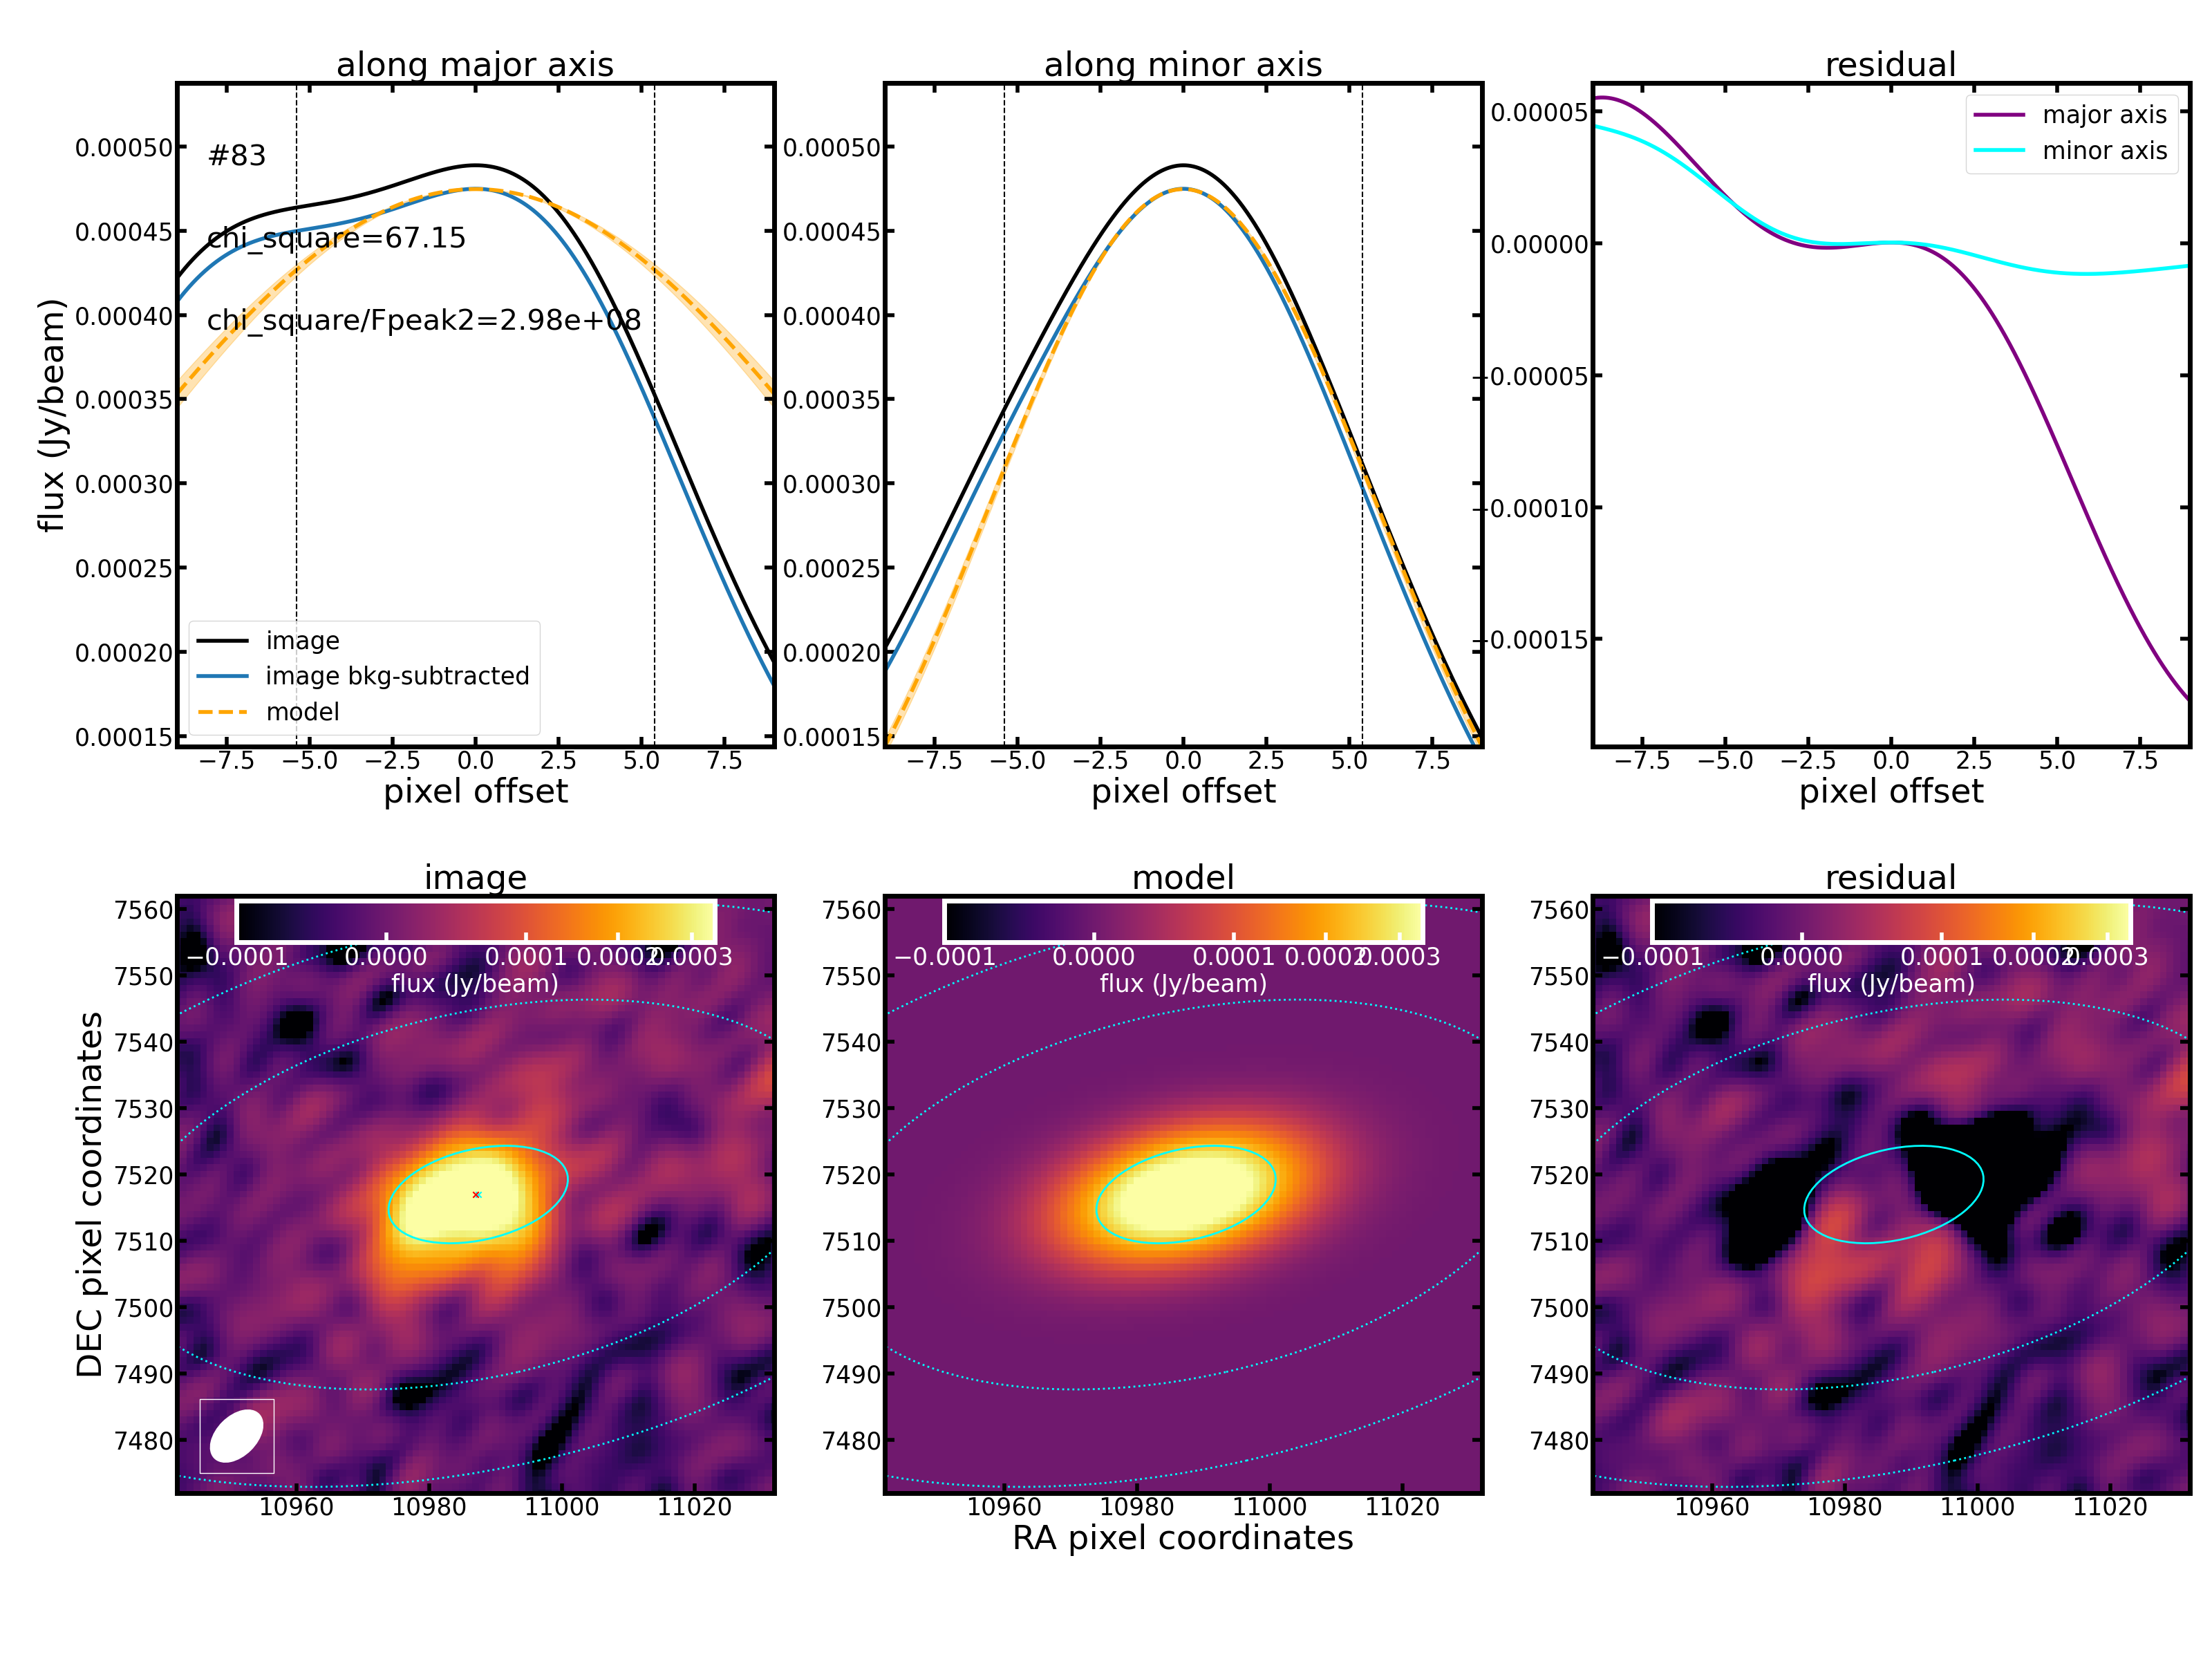 along major axis
along minor axis
residual
#83
chi_square=67.15
chi_square/Fpeak2=2.98e+08
image
image bkg-subtracted
model
flux (Jy/beam)
0.00050
0.00045
0.00040
0.00035
0.00030
0.00025
0.00020
0.00015
−7.5 −5.0 −2.5 0.0 2.5 5.0 7.5
pixel offset
0.00050
0.00045
0.00040
0.00035
0.00030
0.00025
0.00020
0.00015
−7.5 −5.0 −2.5 0.0 2.5 5.0 7.5
pixel offset
major axis
minor axis
0.00005
0.00000
−0.00005
−0.00010
−0.00015
−7.5 −5.0 −2.5 0.0 2.5 5.0 7.5
pixel offset
image
model
residual
−0.0001 0.0000 0.0001 0.0002 0.0003
flux (Jy/beam)
DEC pixel coordinates
7560
7550
7540
7530
7520
7510
7500
7490
7480
10960 10980 11000 11020
−0.0001 0.0000 0.0001 0.0002 0.0003
flux (Jy/beam)
7560
7550
7540
7530
7520
7510
7500
7490
7480
10960 10980 11000 11020
RA pixel coordinates
−0.0001 0.0000 0.0001 0.0002 0.0003
flux (Jy/beam)
7560
7550
7540
7530
7520
7510
7500
7490
7480
10960 10980 11000 11020